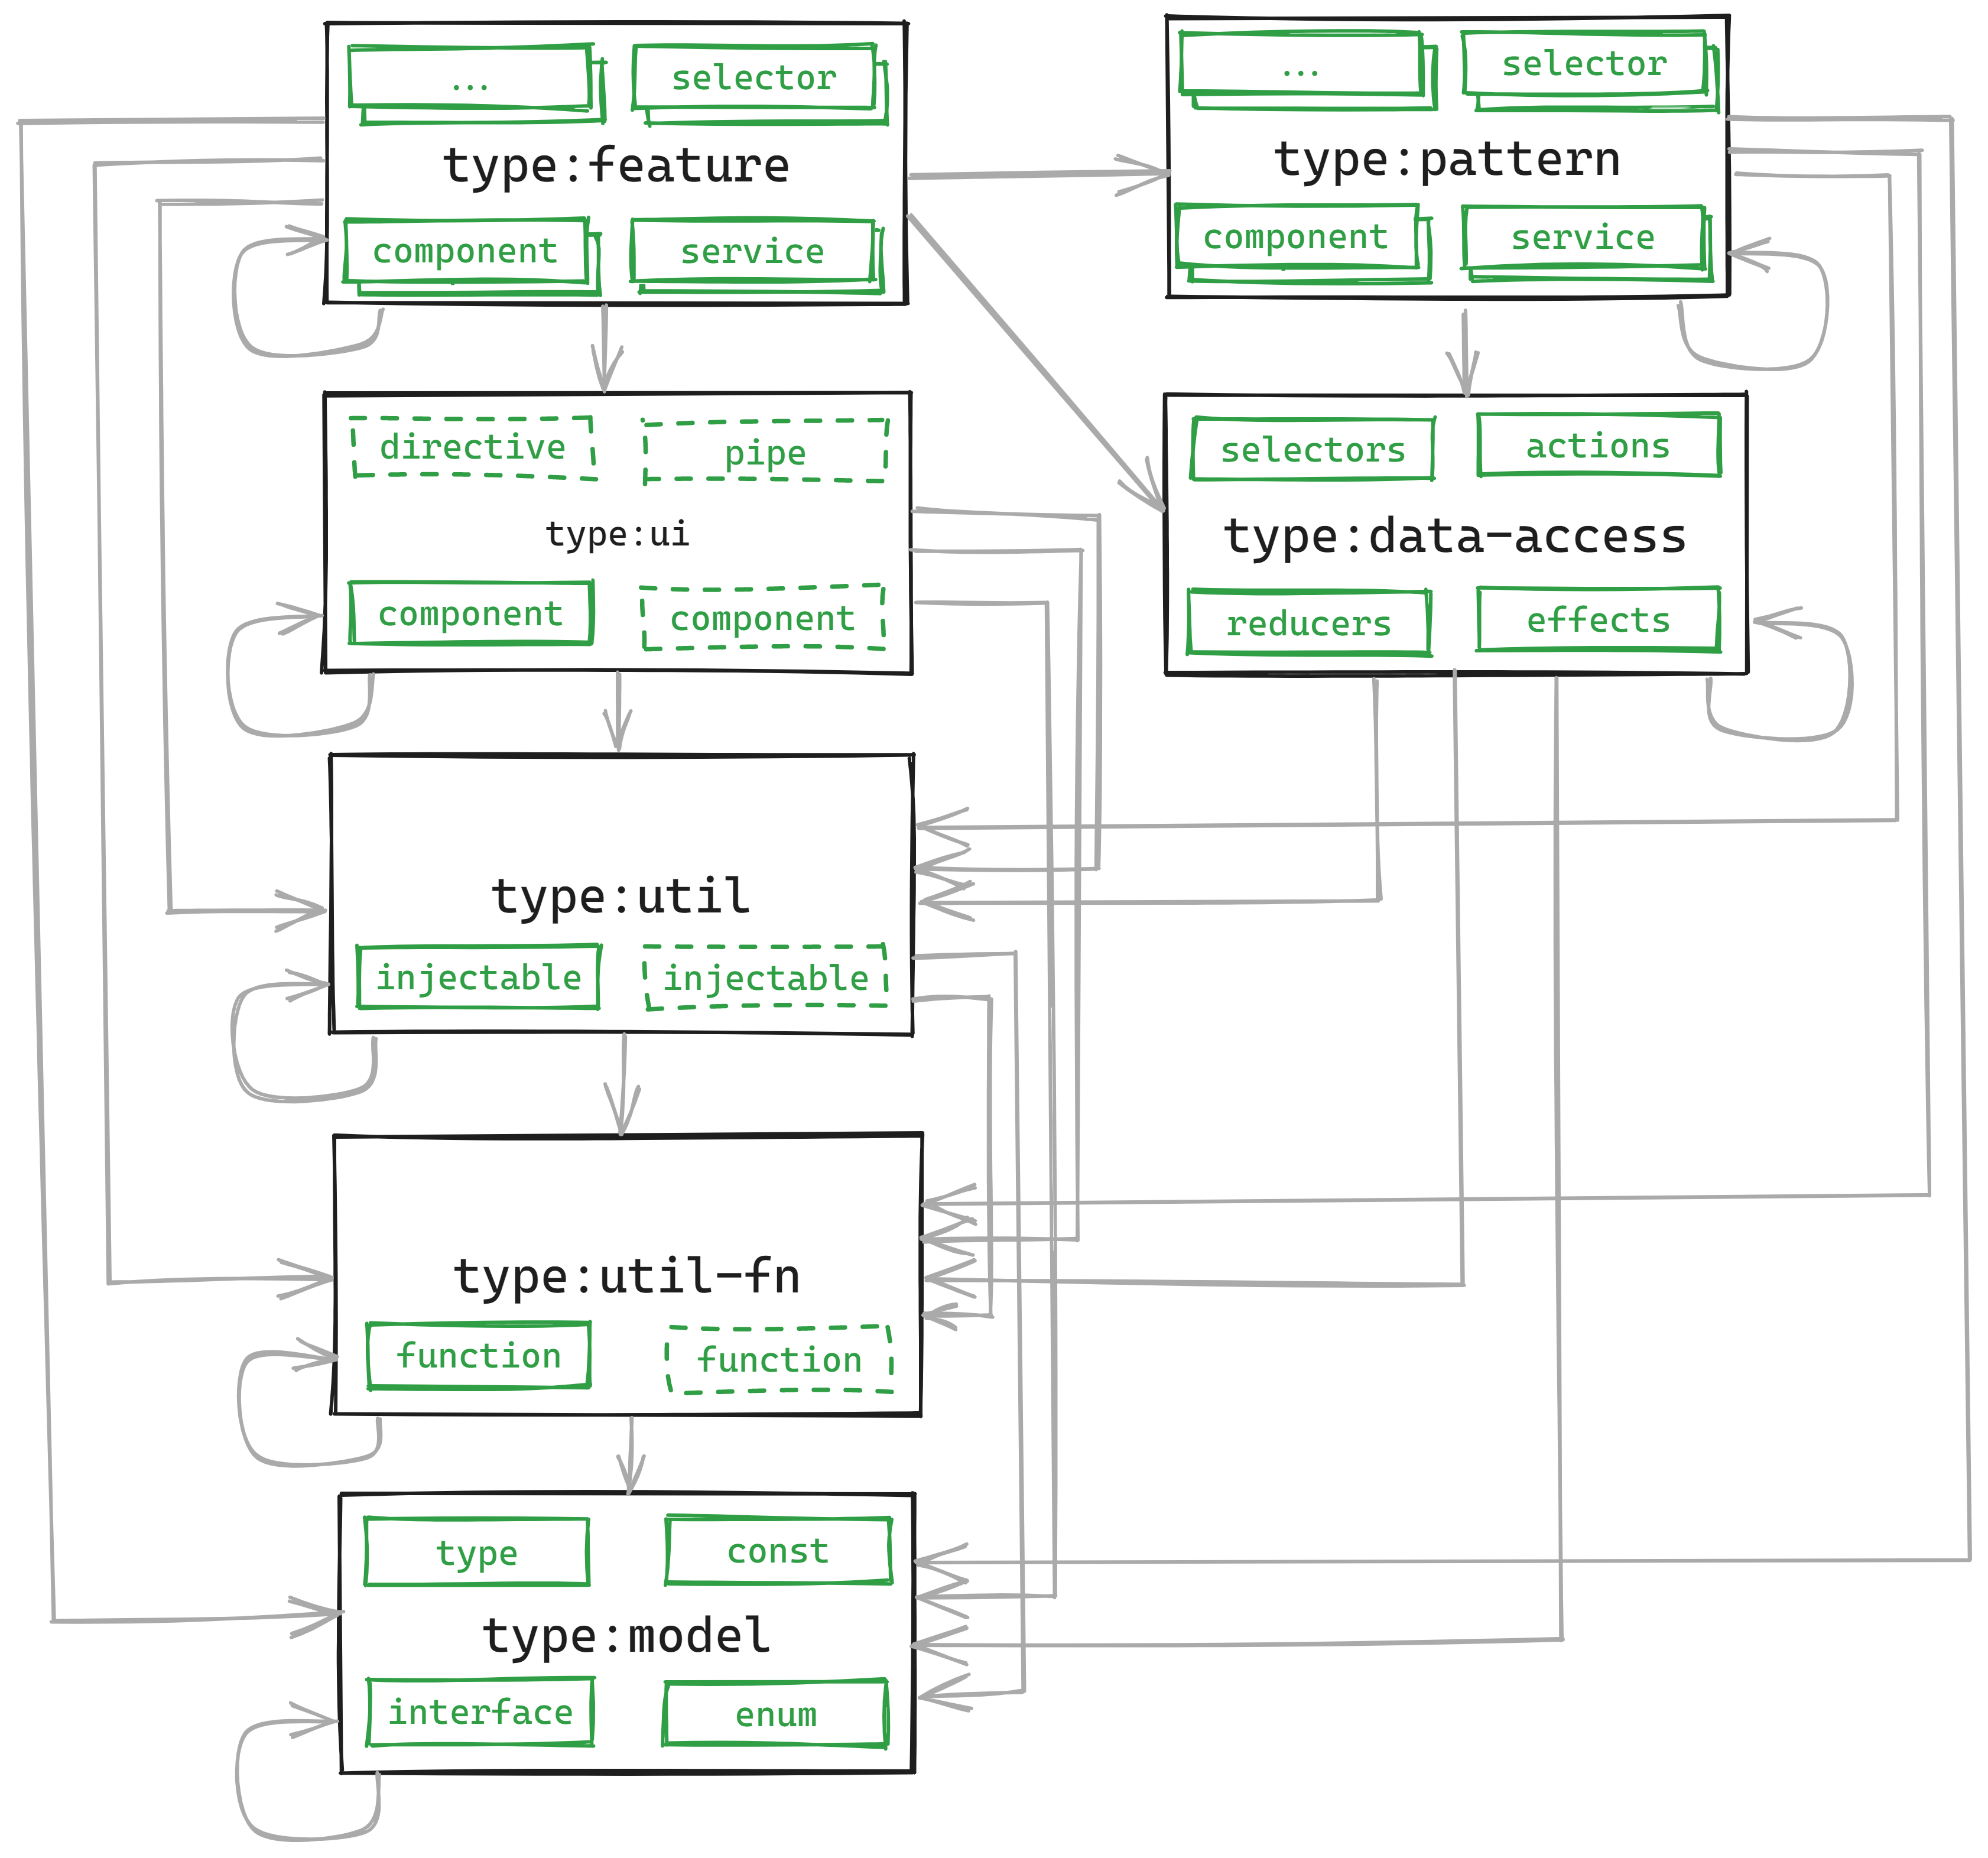 ... selector
type:feature
component service
... selector
type:pattern
component service
directive pipe
type:ui
component component
selectors actions
type:data-access
reducers effects
type:util
injectable injectable
type:util-fn
function function
type const
type:model
interface enum